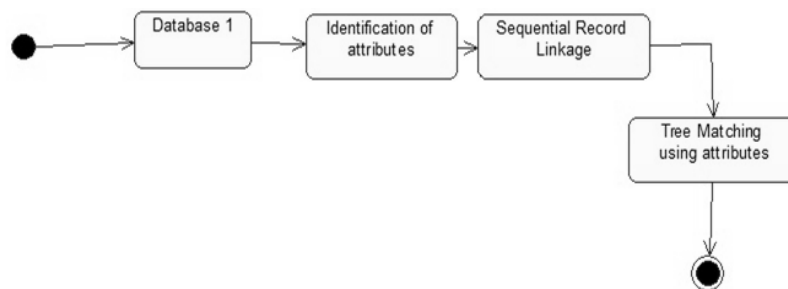 Database 1
Identification of
attributes
Sequential Record
Linkage
Tree Matching
using attributes